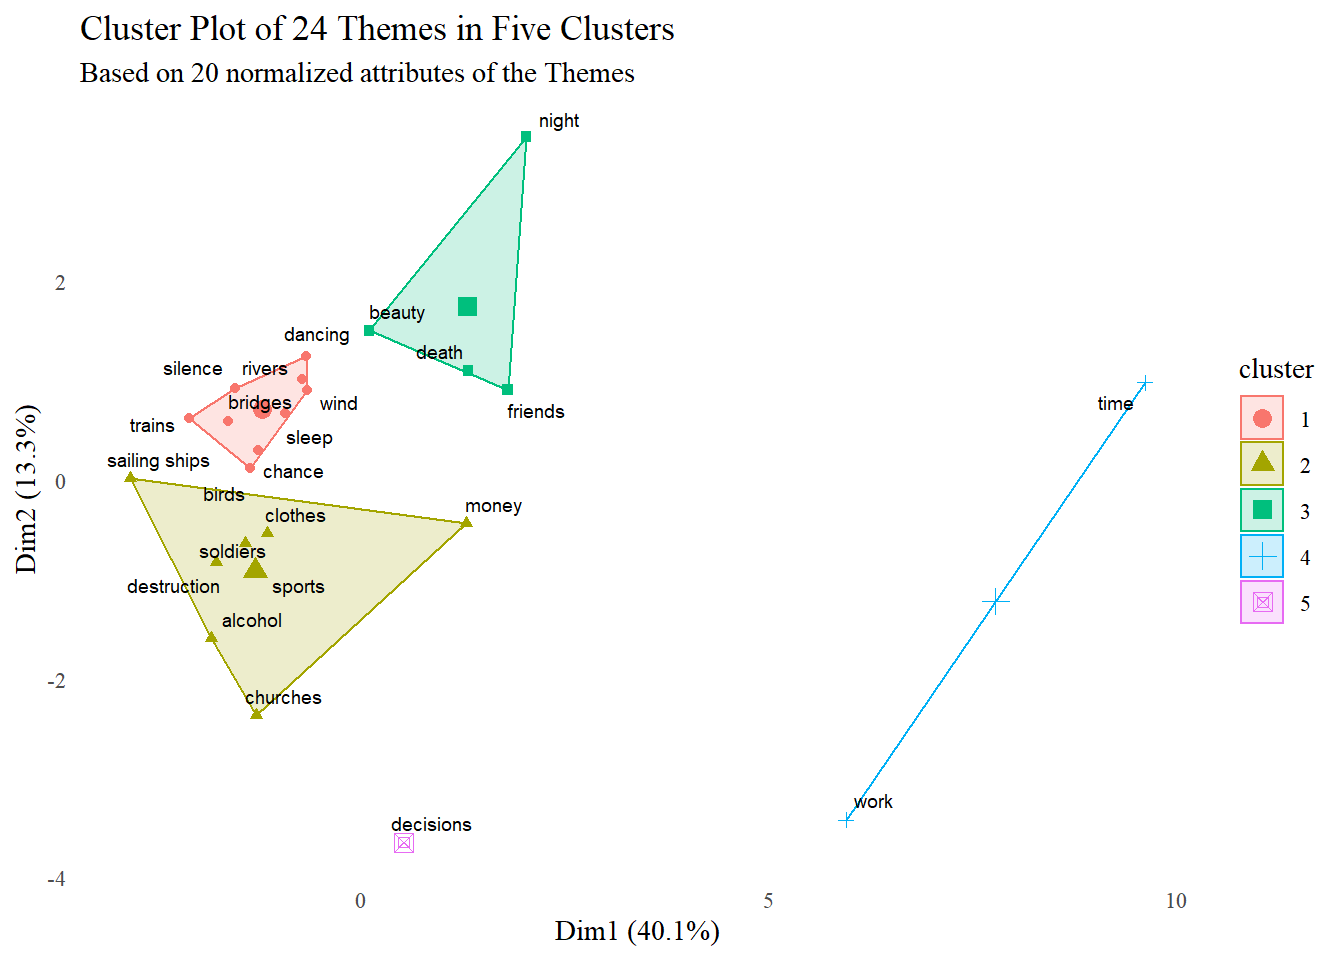 Cluster Plot of 24 Themes in Five Clusters
Based on 20 normalized attributes of the Themes
night
2
beauty
dancing
death
silence
rivers
cluster
bridges
wind
time
friends
1
trains
sleep
sailing ships
chance
2
0
birds
money
clothes
3
soldiers
4
destruction
sports
5
alcohol
-2
churches
work
decisions
-4
0
5
10
Dim1 (40.1%)
Dim2 (13.3%)